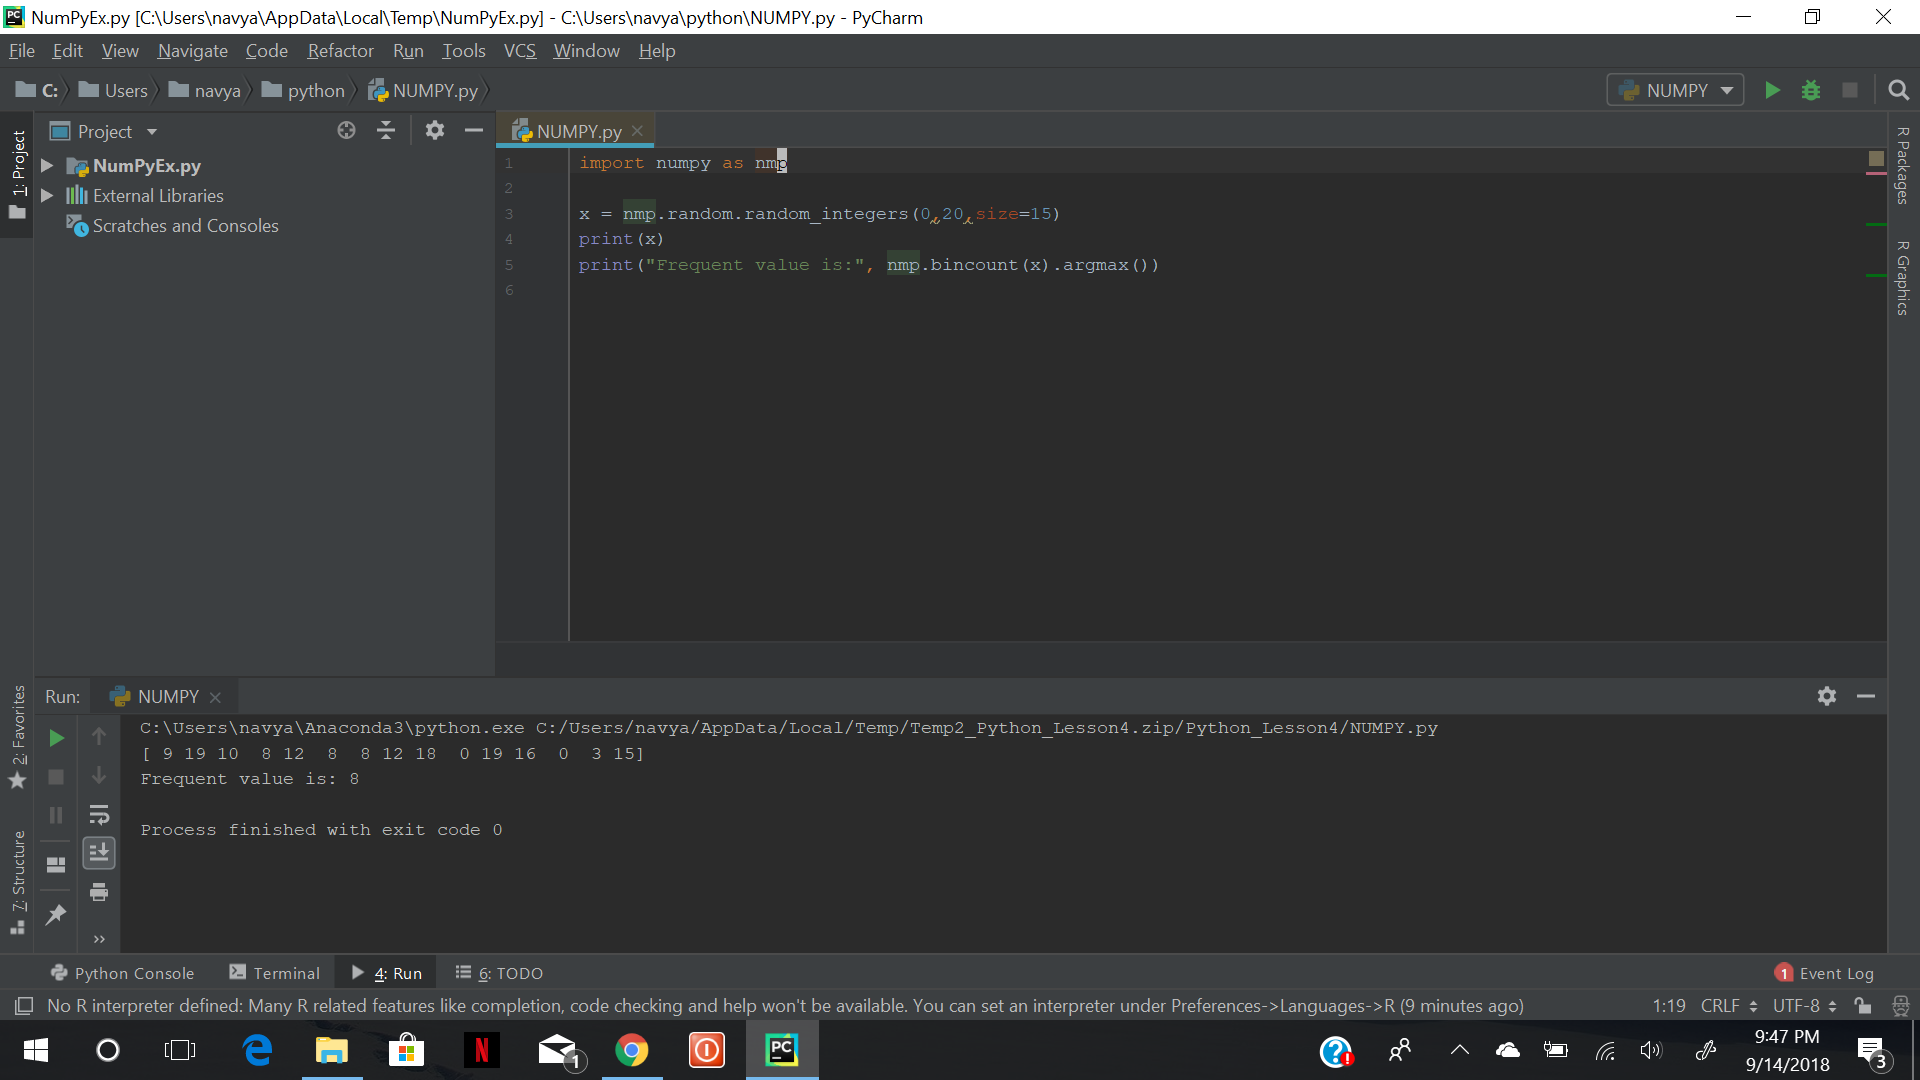 NumPyEx.py [C:\Users\navya\AppData\Local\Temp\NumPyEx.py] - C:\Users\navya\python\NUMPY.py - PyCharm
File Edit View Navigate Code Refactor Run Tools VCS Window Help
C: Users navya python NUMPY.py
NUMPY
Project
NUMPY.py
1: Project
NumPyEx.py
External Libraries
Scratches and Consoles
1 import numpy as nmp
2
3 x = nmp.random.random_integers(0,20,size=15)
4 print(x)
5 print("Frequent value is:", nmp.bincount(x).argmax())
6
R Packages
R Graphics
Run: NUMPY
2: Favorites
7: Structure
C:\Users\navya\Anaconda3\python.exe C:/Users/navya/AppData/Local/Temp/Temp2_Python_Lesson4.zip/Python_Lesson4/NUMPY.py
[ 9 19 10  8 12  8  8 12 18  0 19 16  0  3 15]
Frequent value is: 8
Process finished with exit code 0
Python Console Terminal 4: Run 6: TODO
1 Event Log
No R interpreter defined: Many R related features like completion, code checking and help won't be available. You can set an interpreter under Preferences->Languages->R (9 minutes ago)
1:19 CRLF UTF-8
PC
1
9:47 PM
9/14/2018
3